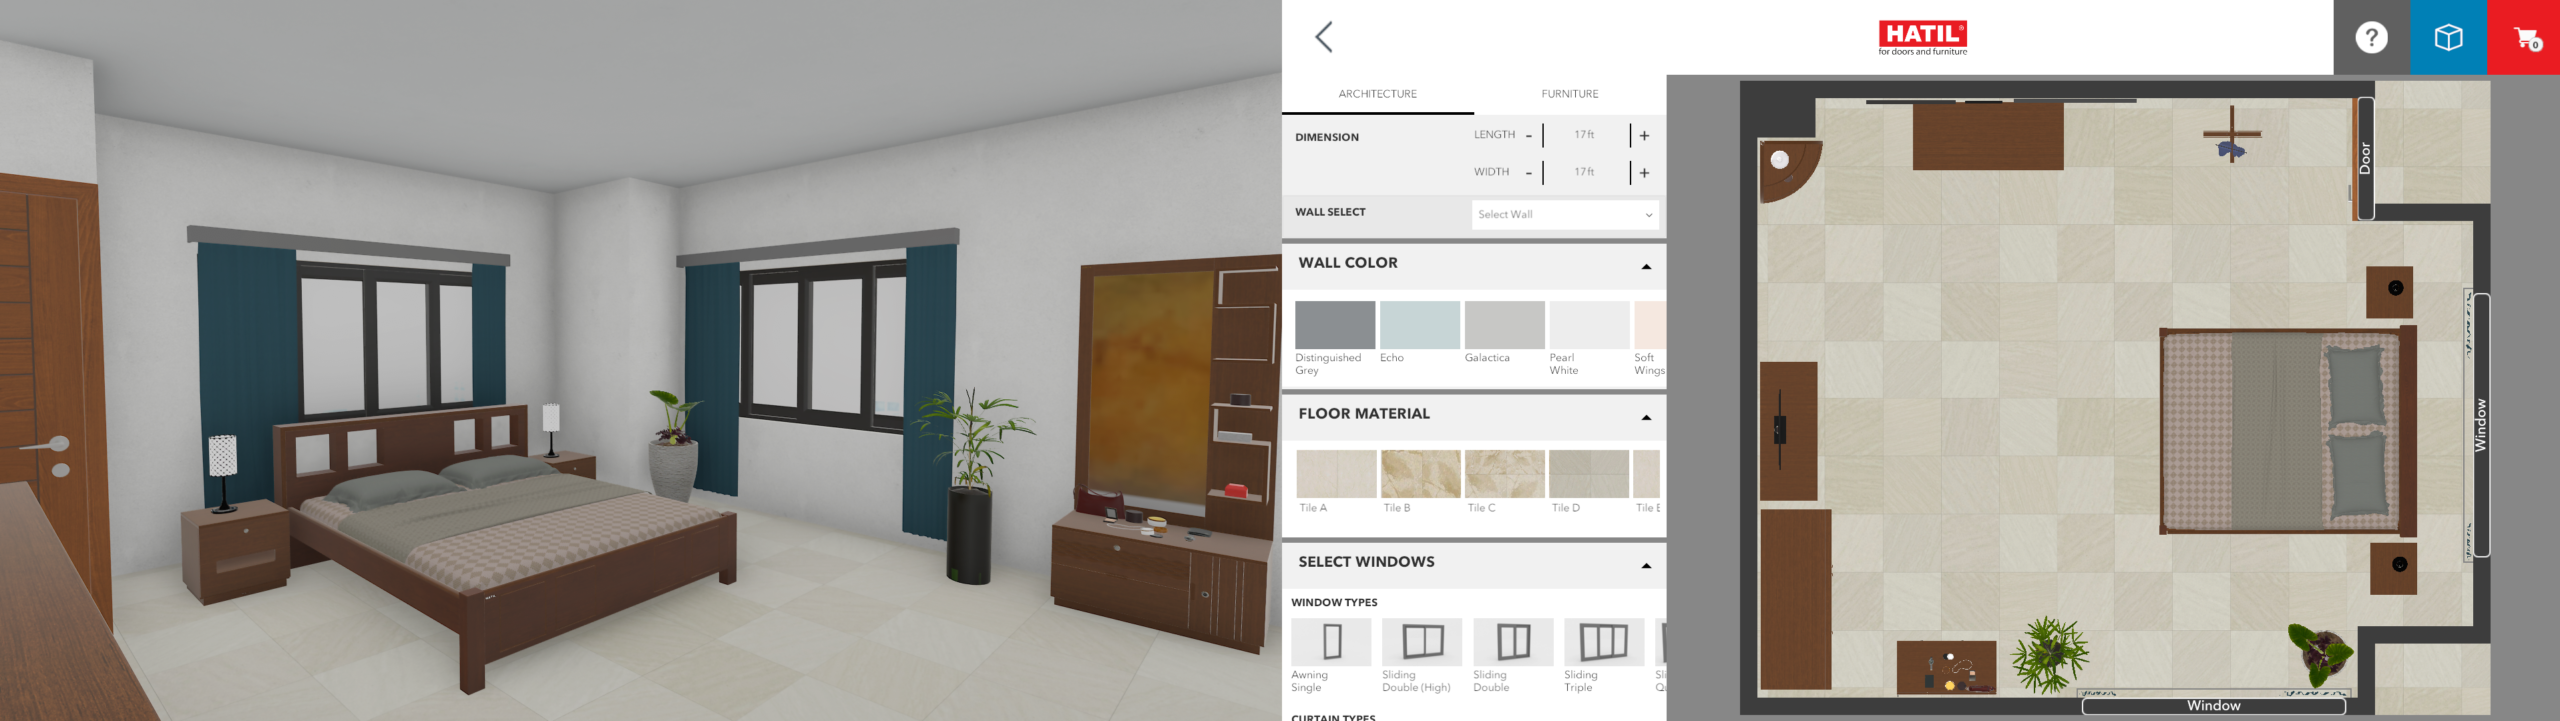 HATIL®
for doors and furniture
?
0
ARCHITECTURE
FURNITURE
DIMENSION
LENGTH - 17 ft +
WIDTH - 17 ft +
WALL SELECT
Select Wall
WALL COLOR
Distinguished
Grey
Echo
Galactica
Pearl
White
Soft
Wings
FLOOR MATERIAL
Tile A
Tile B
Tile C
Tile D
Tile E
SELECT WINDOWS
WINDOW TYPES
Awning
Single
Sliding
Double (High)
Sliding
Double
Sliding
Triple
CURTAIN TYPES
Door
Window
Window